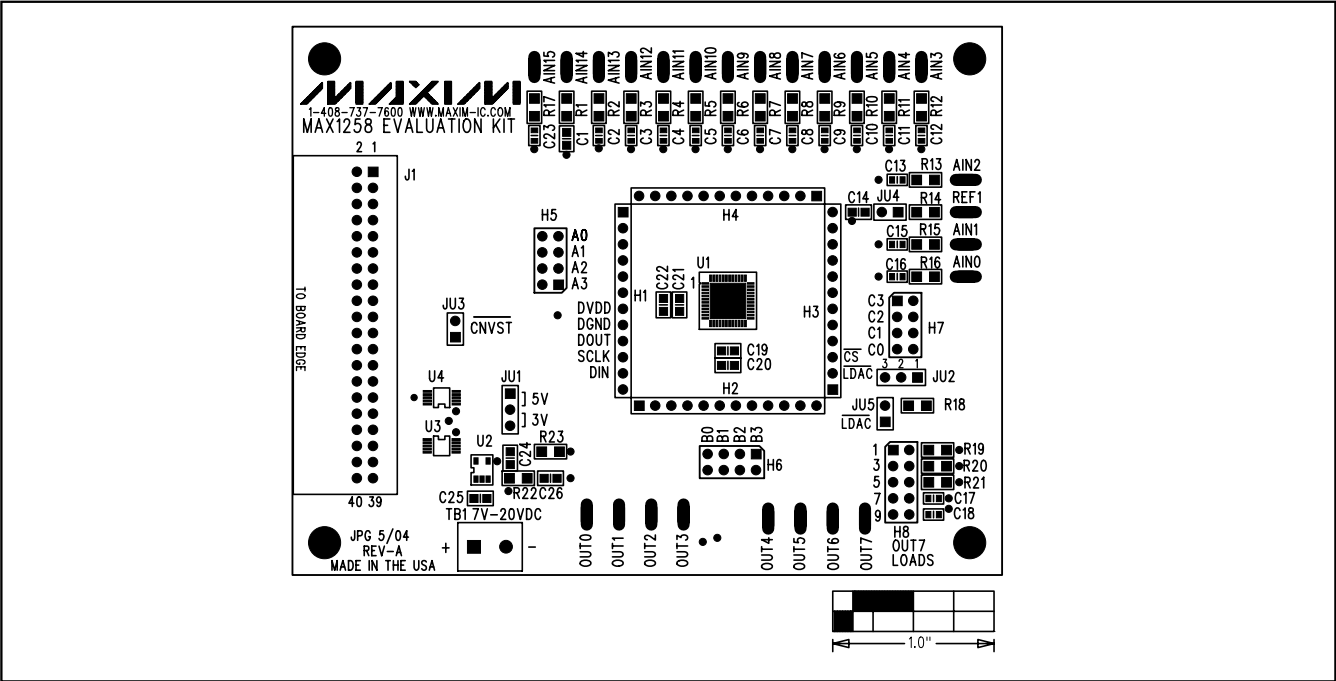 MAXIM
1-408-737-7600 WWW.MAXIM-IC.COM
MAX1258 EVALUATION KIT
AIN15 AIN14 AIN13 AIN12 AIN11 AIN10 AIN9 AIN8 AIN7 AIN6 AIN5 AIN4 AIN3
R17 R1 R2 R3 R4 R5 R6 R7 R8 R9 R10 R11 R12
C23 C1 C2 C3 C4 C5 C6 C7 C8 C9 C10 C11 C12
2 1
J1
TO BOARD EDGE
40 39
C13 R13 AIN2
C14 JU4 R14 REF1
C15 R15 AIN1
C16 R16 AIN0
H5
A0
A1
A2
A3
H4
H1
H3
H2
U1
1
C22 C21
C19
C20
DVDD
DGND
DOUT
SCLK
DIN
CS
LDAC
C3
C2
C1
C0
H7
3 2 1
JU2
JU3
CNVST
U4
U3
JU1
5V
3V
U2
C24
R23
R22 C26
C25
TB1 7V-20VDC
+ -
B0 B1 B2 B3
H6
JU5
LDAC
R18
1
3
5
7
9
R19
R20
R21
C17
C18
H8
OUT7
LOADS
OUT0 OUT1 OUT2 OUT3 OUT4 OUT5 OUT6 OUT7
JPG 5/04
REV-A
MADE IN THE USA
1.0"